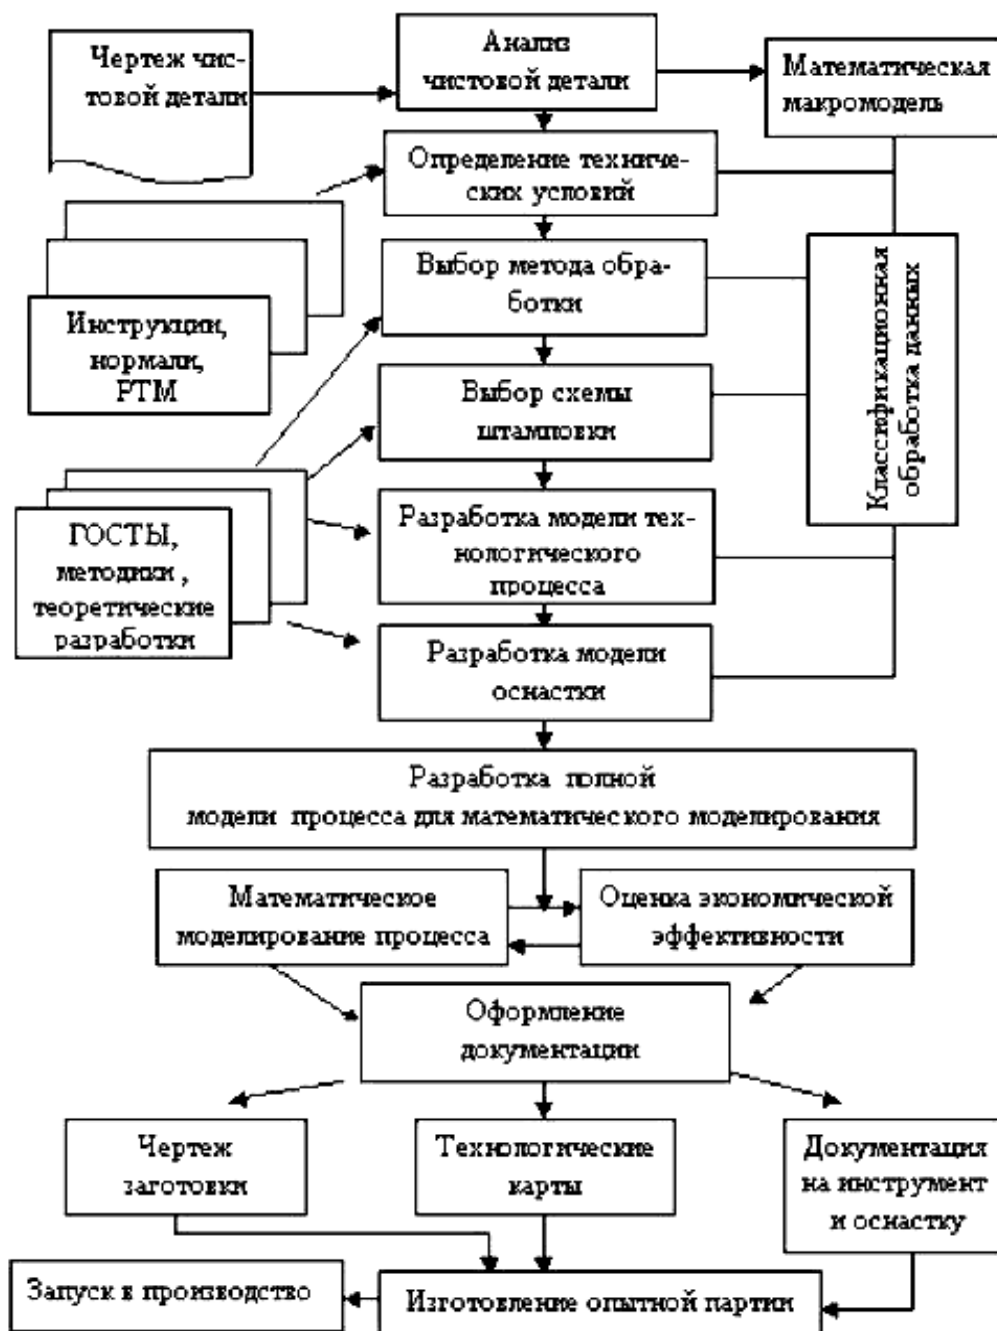 Чертеж чис-
товой детали
Анализ
чистовой детали
Математическая
макромодель
Определение техничес-
ских условий
Выбор метода обра-
ботки
Инструкции,
нормали,
РТМ
Классификационная
обработка данных
Выбор схемы
штамповки
ГОСТЫ,
методики ,
теоретические
разработки
Разработка модели тех-
нологического
процесса
Разработка модели
оснастки
Разработка полной
модели процесса для математического моделирования
Математическое
моделирование процесса
Оценка экономической
эффективности
Оформление
документации
Чертеж
заготовки
Технологические
карты
Документация
на инструмент
и оснастку
Запуск в производство
Изготовление опытной партии